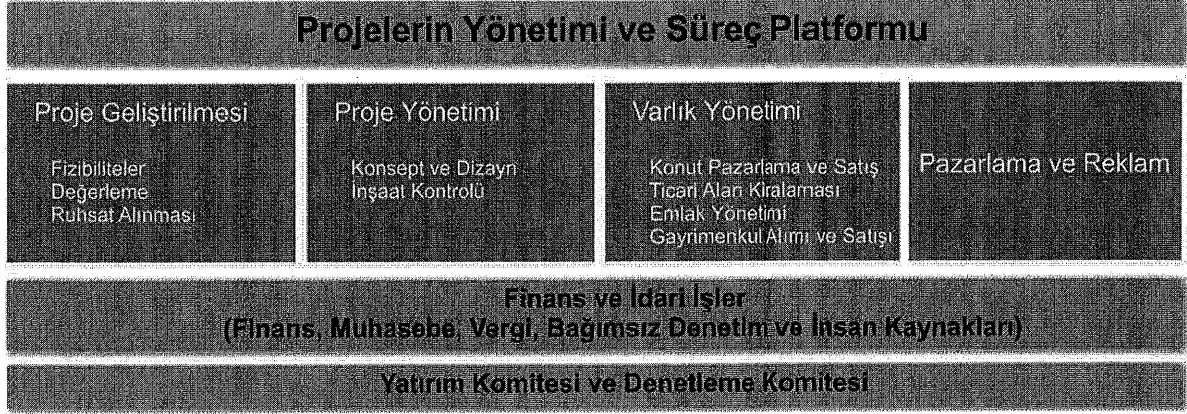 Projelerin Yönetimi ve Süreç Platformu
Proje Geliştirilmesi
Fizibiliteler
Değerleme
Ruhsat Alınması
Proje Yönetimi
Konsept ve Dizayn
İnşaat Kontrolü
Varlık Yönetimi
Konut Pazarlama ve Satış
Ticari Alan Kiralaması
Emlak Yönetimi
Gayrimenkul Alımı ve Satışı
Pazarlama ve Reklam
Finans ve İdari İşler
(Finans, Muhasebe, Vergi, Bağımsız Denetim ve İnsan Kaynakları)
Yatırım Komitesi ve Denetleme Komitesi